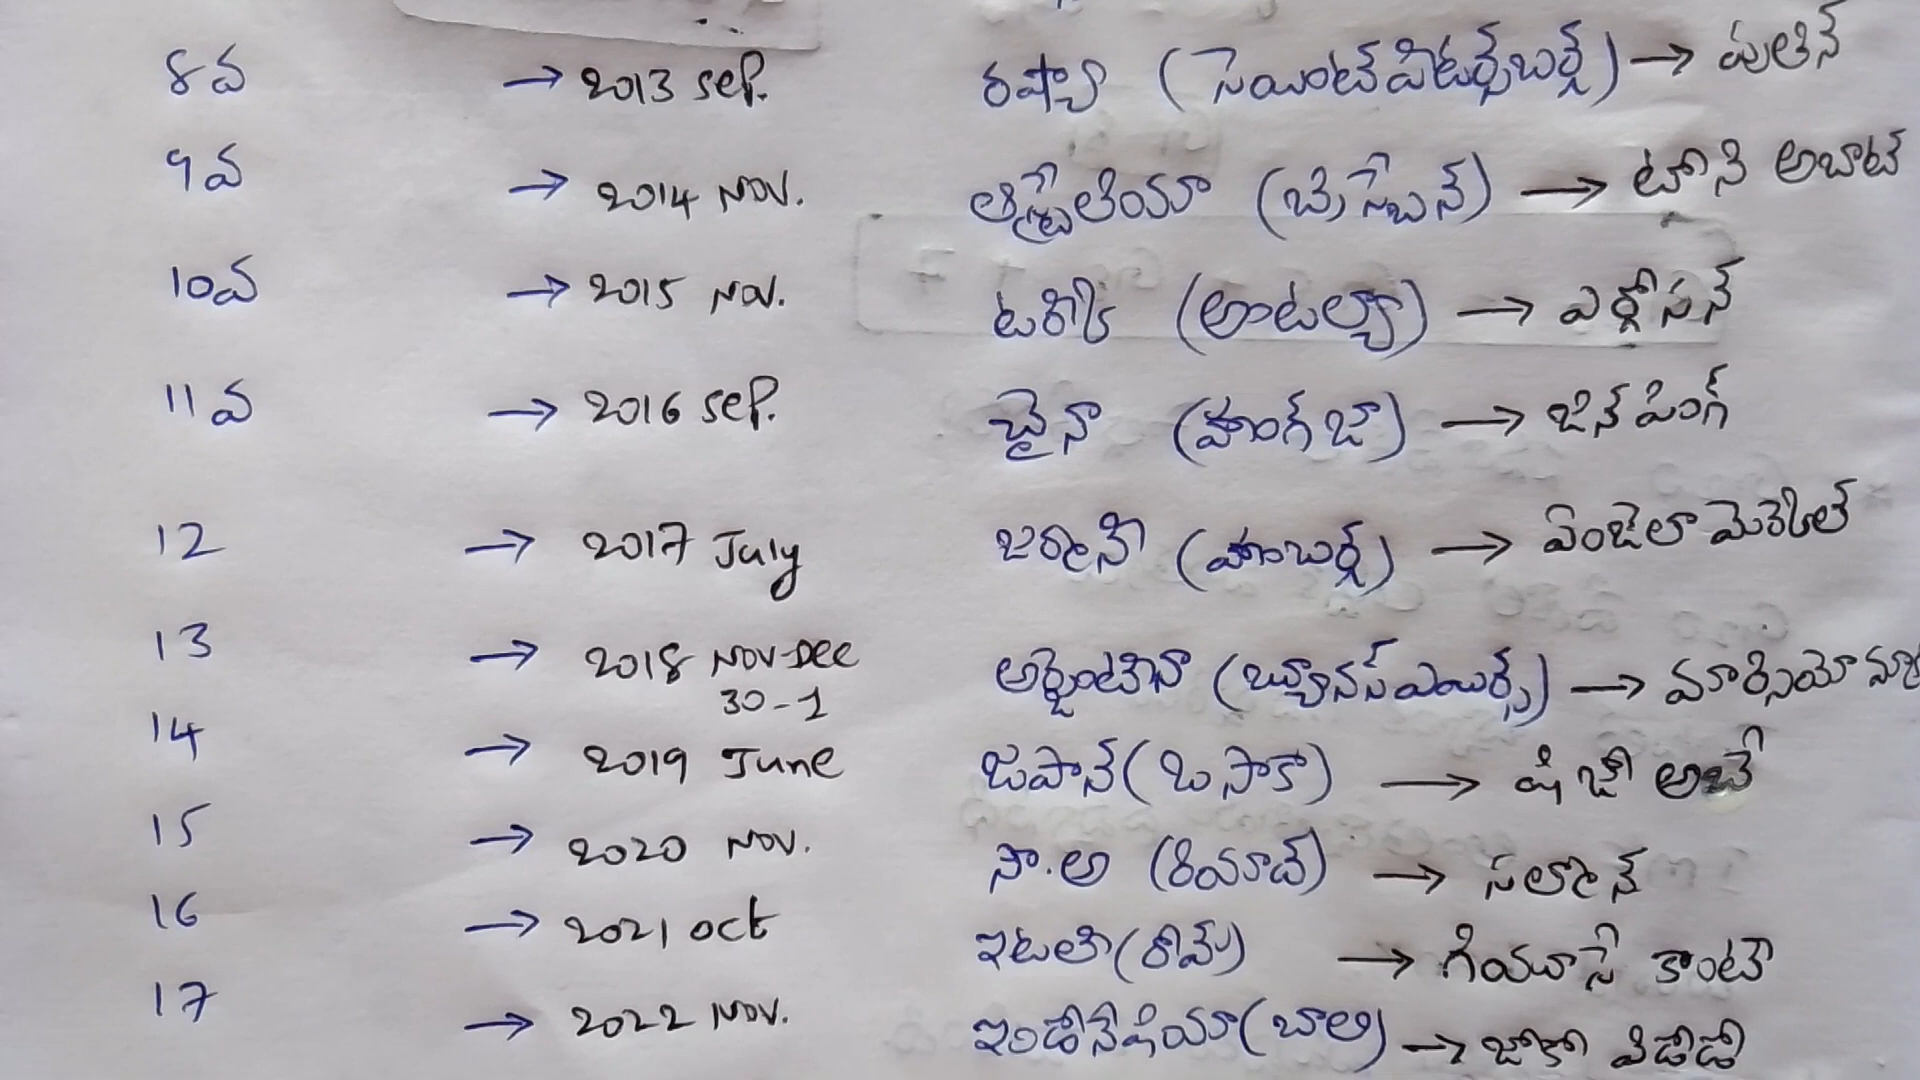 8వ → 2013 Sep. రష్యా (సెయింట్ పిటర్స్‌బర్గ్) → పుతిన్
9వ → 2014 Nov. ఆస్ట్రేలియా (బ్రిస్బేన్) → టోని అబాట్
10వ → 2015 Nov. టర్కీ (అంటల్యా) → ఎర్డోగన్
11వ → 2016 Sep. చైనా (హాంగ్ జా) → జిన్ పింగ్
12 → 2017 July జర్మనీ (హాంబర్గ్) → ఏంజెలా మెర్కెల్
13 → 2018 Nov-Dec అర్జెంటీనా (బ్యూనస్ ఎయిర్స్) → మారిసియో
30-1
14 → 2019 June జపాన్ (ఒసాకా) → షిజో అబే
15 → 2020 Nov. సౌ.అ (రియాద్) → సల్మాన్
16 → 2021 Oct ఇటలీ (రోమ్) → గియూసే కాంటే
17 → 2022 Nov. ఇండోనేషియా (బాలి) → జోకో విడోడో